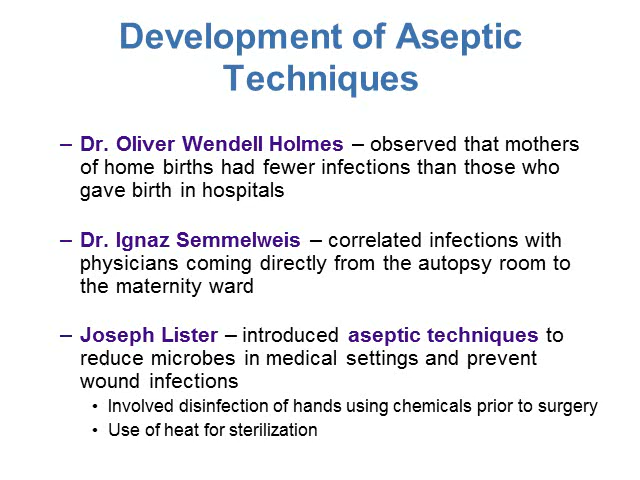 Development of Aseptic
Techniques
– Dr. Oliver Wendell Holmes – observed that mothers
of home births had fewer infections than those who
gave birth in hospitals
– Dr. Ignaz Semmelweis – correlated infections with
physicians coming directly from the autopsy room to
the maternity ward
– Joseph Lister – introduced aseptic techniques to
reduce microbes in medical settings and prevent
wound infections
• Involved disinfection of hands using chemicals prior to surgery
• Use of heat for sterilization